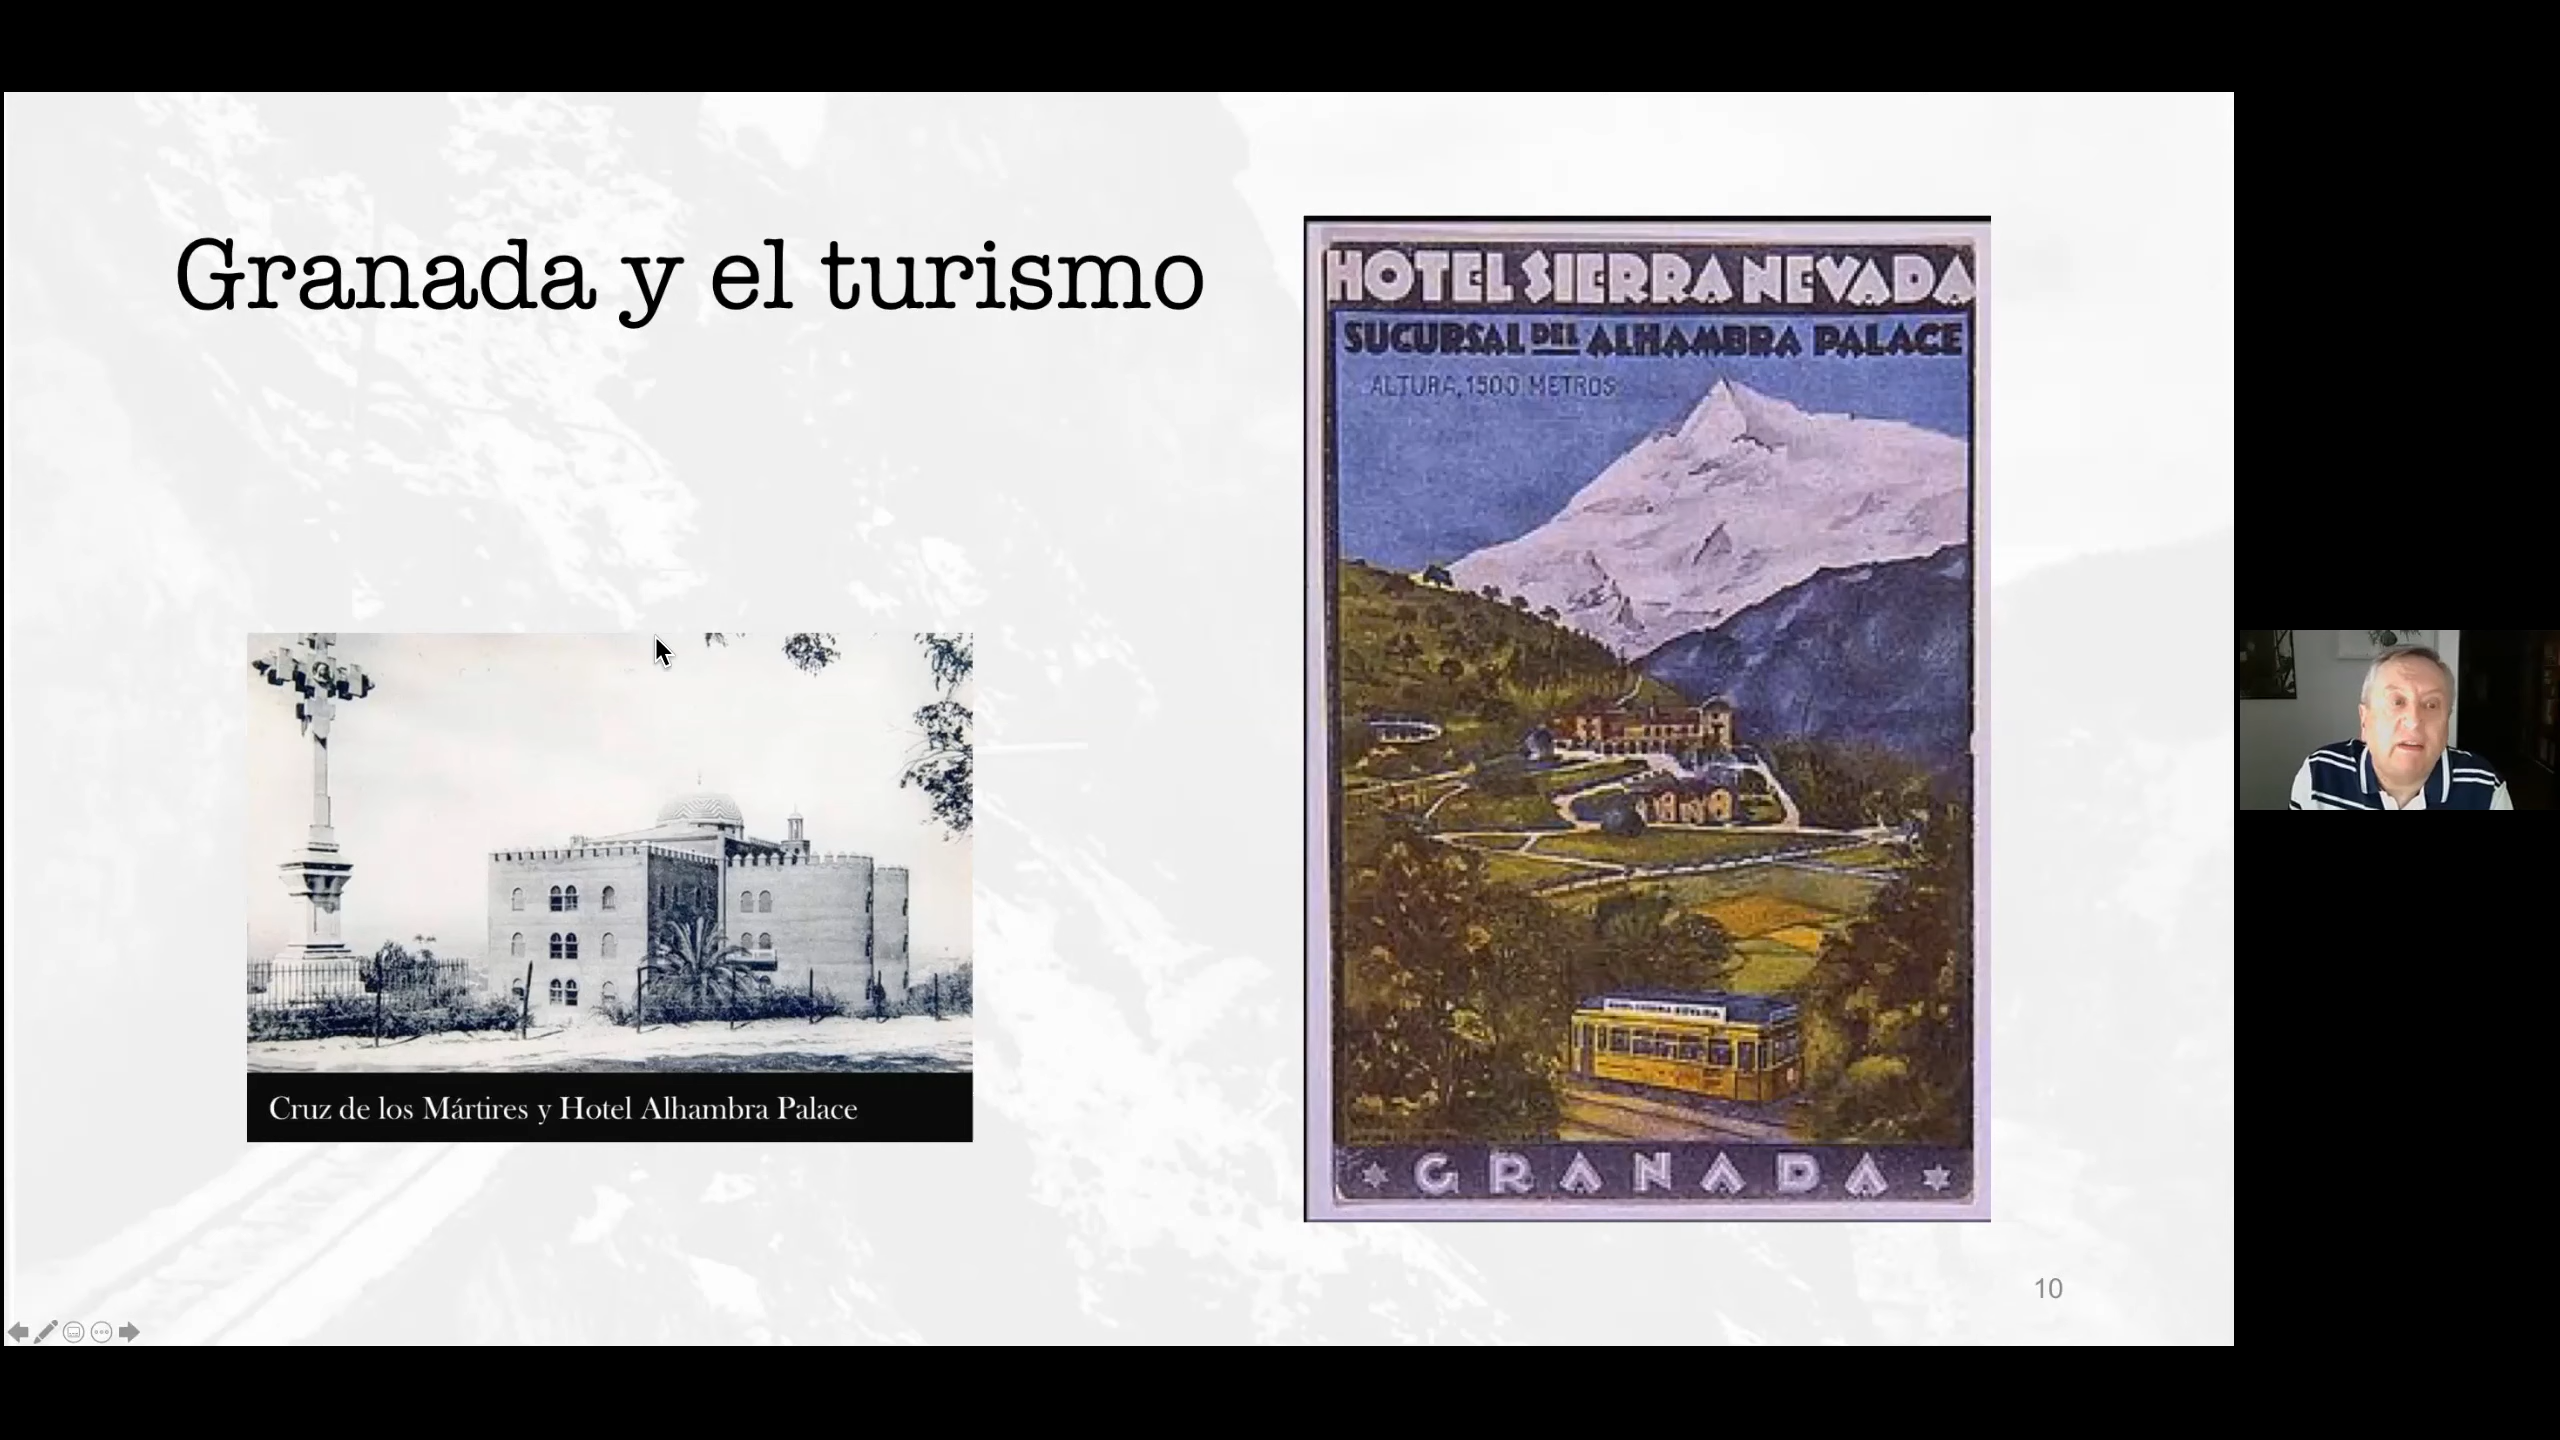 Granada y el turismo
HOTEL SIERRA NEVADA
SUCURSAL DEL ALHAMBRA PALACE
ALTURA, 1500 METROS
GRANADA
Cruz de los Mártires y Hotel Alhambra Palace
10